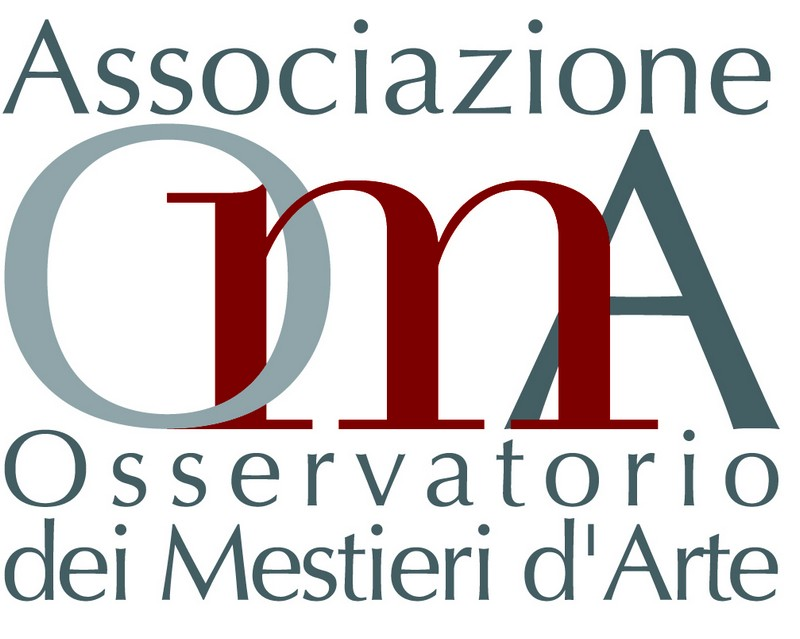 Associazione
OmA
Osservatorio
dei Mestieri d'Arte